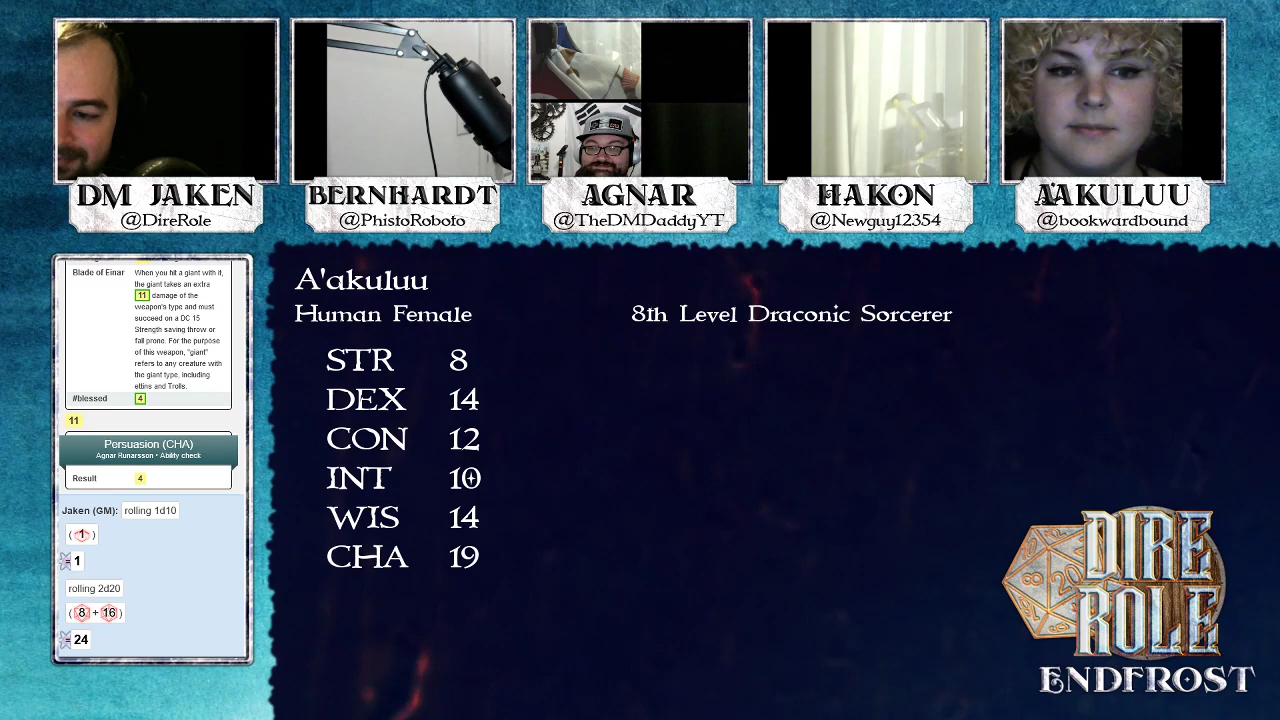 DM JAKEN
@DireRole
BERNHARDT
@PhistoRobofo
AGNAR
@TheDMDaddyYT
HAKON
@Newguy12354
A'AKULUU
@bookwardbound
Blade of Einar
When you hit a giant with it,
the giant takes an extra
11 damage of the
weapon's type and must
succeed on a DC 15
Strength saving throw or
fall prone. For the purpose
of this weapon, "giant"
refers to any creature with
the giant type, including
ettins and Trolls.
#blessed 4
11
Persuasion (CHA)
Agnar Runarsson • Ability check
Result 4
Jaken (GM): rolling 1d10
(1)
=1
rolling 2d20
(8+16)
=24
A'akuluu
Human Female
8th Level Draconic Sorcerer
STR 8
DEX 14
CON 12
INT 10
WIS 14
CHA 19
8
20
DIRE
ROLE
ENDFROST